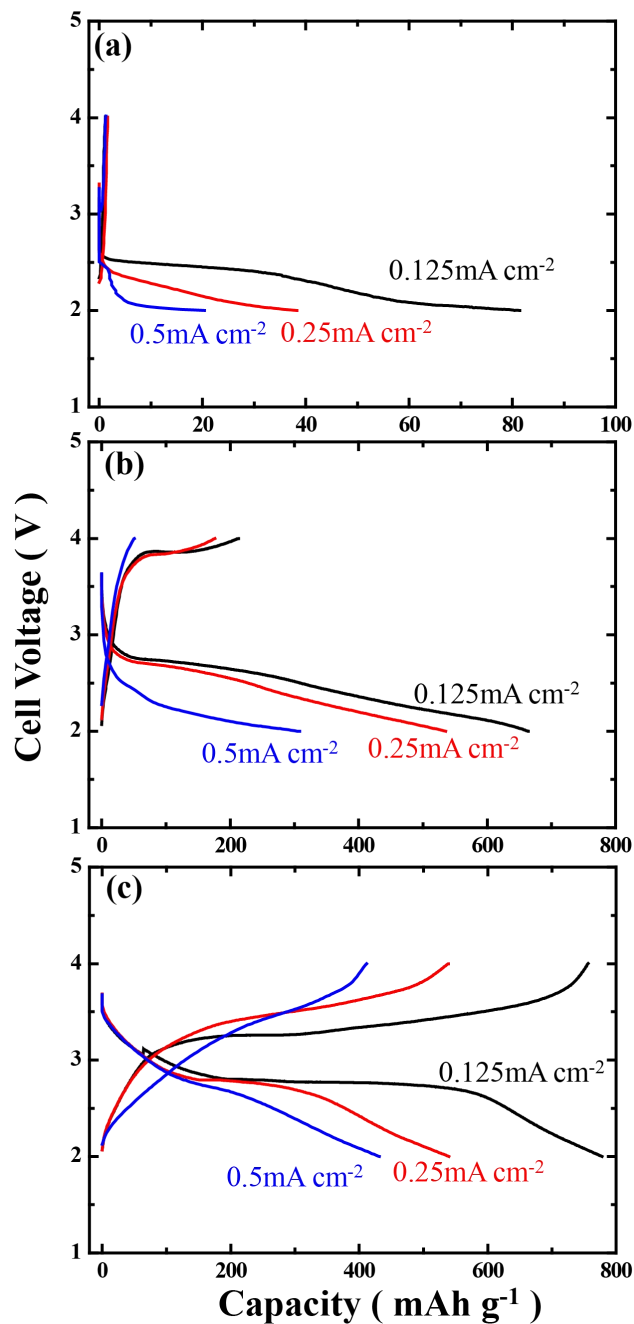 (a)
5
4
3
2
1
0.125mA cm-2
0.5mA cm-2
0.25mA cm-2
0 20 40 60 80 100
(b)
5
4
3
2
1
0.125mA cm-2
0.5mA cm-2
0.25mA cm-2
0 200 400 600 800
(c)
5
4
3
2
1
0.125mA cm-2
0.5mA cm-2
0.25mA cm-2
0 200 400 600 800
Cell Voltage ( V )
Capacity ( mAh g-1 )